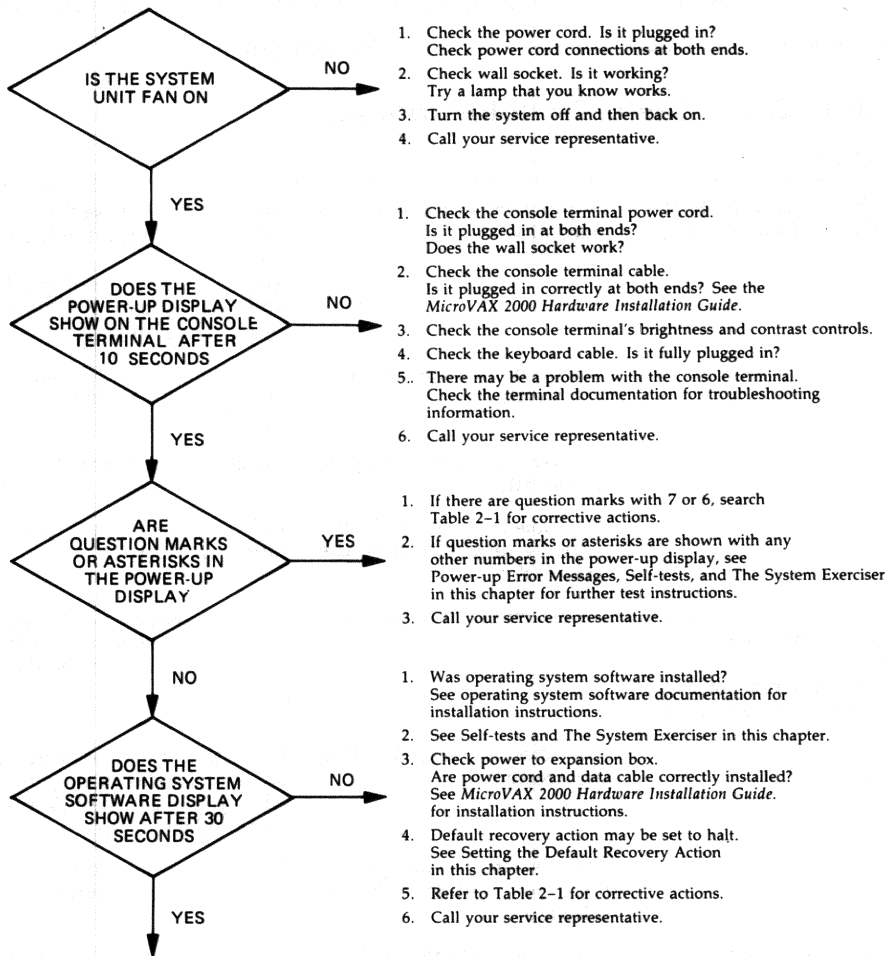 IS THE SYSTEM
UNIT FAN ON
NO
1. Check the power cord. Is it plugged in?
Check power cord connections at both ends.
2. Check wall socket. Is it working?
Try a lamp that you know works.
3. Turn the system off and then back on.
4. Call your service representative.
YES
DOES THE
POWER-UP DISPLAY
SHOW ON THE CONSOLE
TERMINAL AFTER
10 SECONDS
NO
1. Check the console terminal power cord.
Is it plugged in at both ends?
Does the wall socket work?
2. Check the console terminal cable.
Is it plugged in correctly at both ends? See the
MicroVAX 2000 Hardware Installation Guide.
3. Check the console terminal's brightness and contrast controls.
4. Check the keyboard cable. Is it fully plugged in?
5.. There may be a problem with the console terminal.
Check the terminal documentation for troubleshooting
information.
6. Call your service representative.
YES
ARE
QUESTION MARKS
OR ASTERISKS IN
THE POWER-UP
DISPLAY
YES
1. If there are question marks with 7 or 6, search
Table 2–1 for corrective actions.
2. If question marks or asterisks are shown with any
other numbers in the power-up display, see
Power-up Error Messages, Self-tests, and The System Exerciser
in this chapter for further test instructions.
3. Call your service representative.
NO
DOES THE
OPERATING SYSTEM
SOFTWARE DISPLAY
SHOW AFTER 30
SECONDS
NO
1. Was operating system software installed?
See operating system software documentation for
installation instructions.
2. See Self-tests and The System Exerciser in this chapter.
3. Check power to expansion box.
Are power cord and data cable correctly installed?
See MicroVAX 2000 Hardware Installation Guide.
for installation instructions.
4. Default recovery action may be set to halt.
See Setting the Default Recovery Action
in this chapter.
5. Refer to Table 2–1 for corrective actions.
6. Call your service representative.
YES